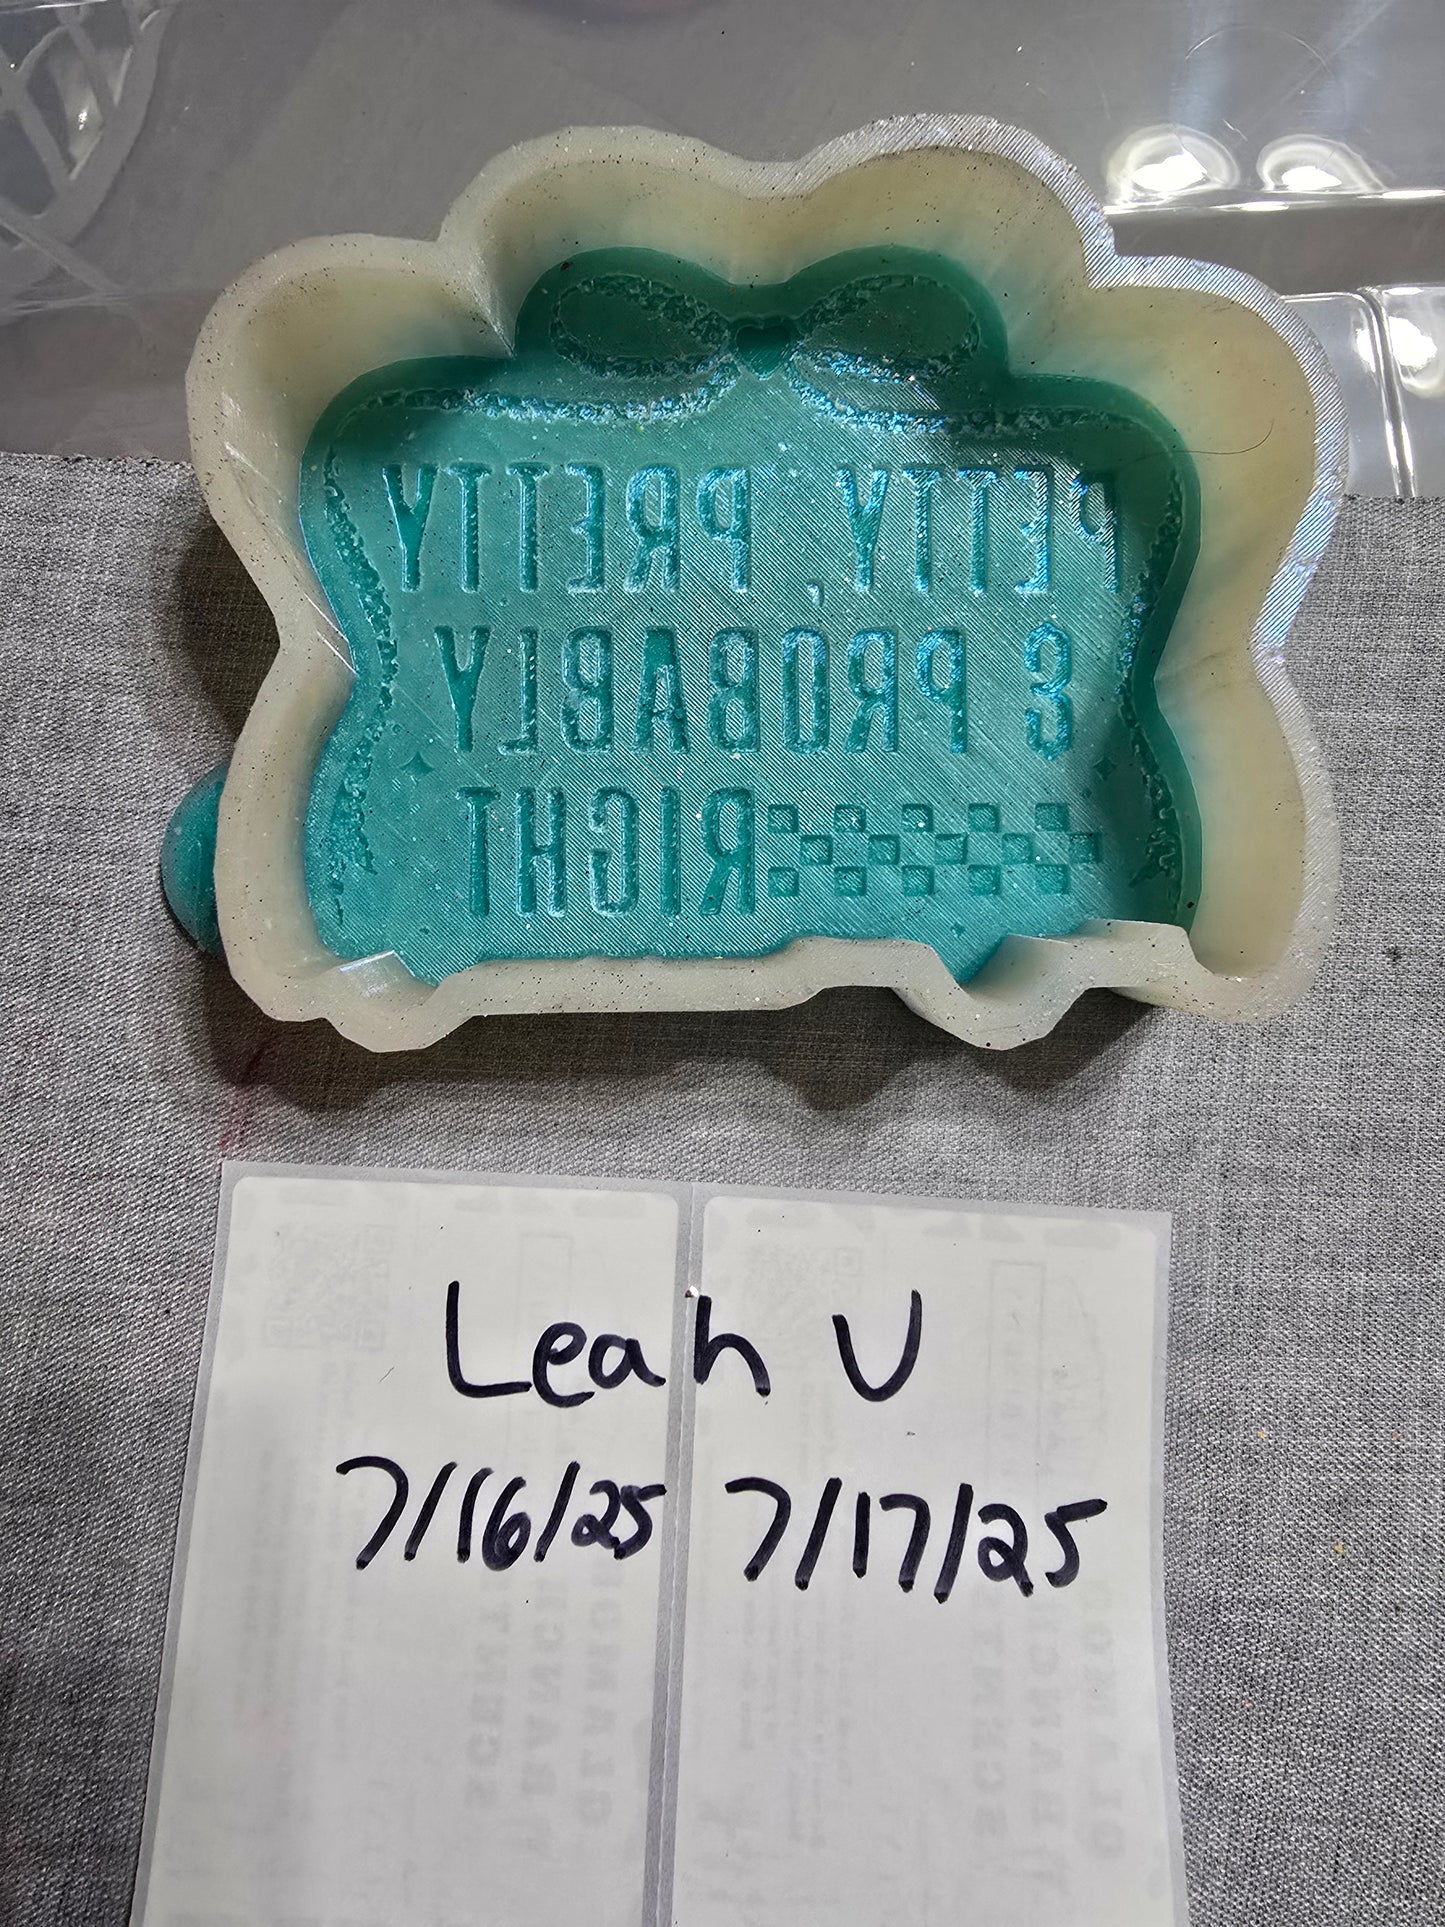 PETTY, PRETTY
& PROBABLY
RIGHT
Leah V
7/16/25 7/17/25